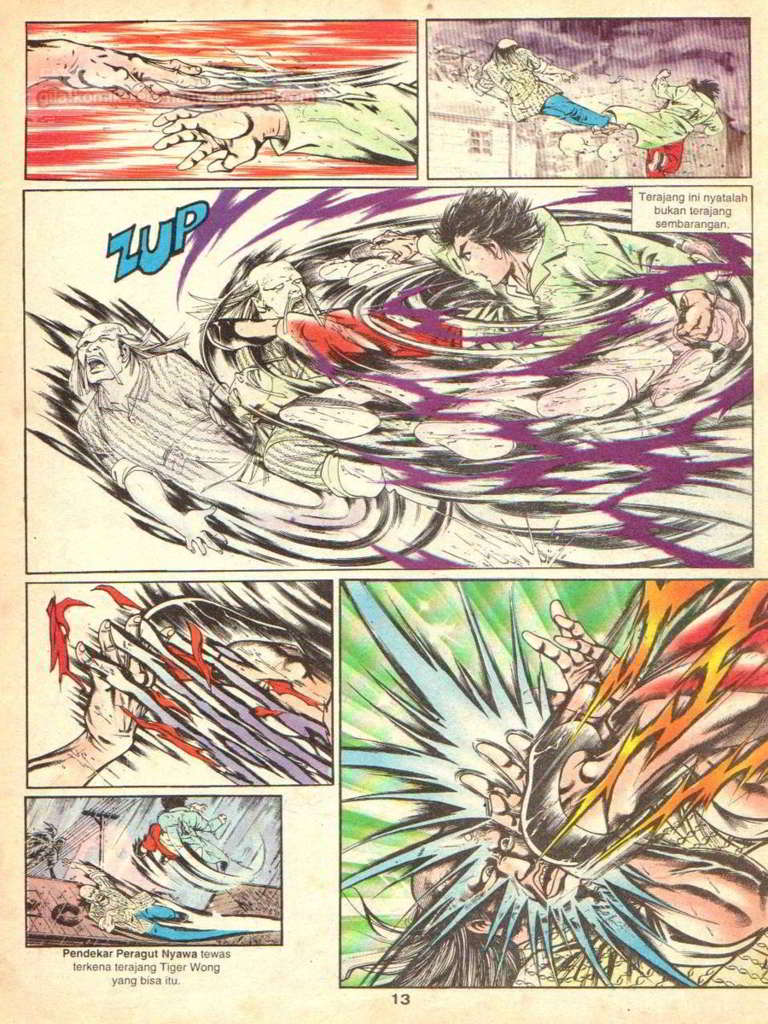 ZUP
Terajang ini nyatalah
bukan terajang
sembarangan.
Pendekar Peragut Nyawa tewas
terkena terajang Tiger Wong
yang bisa itu.
13